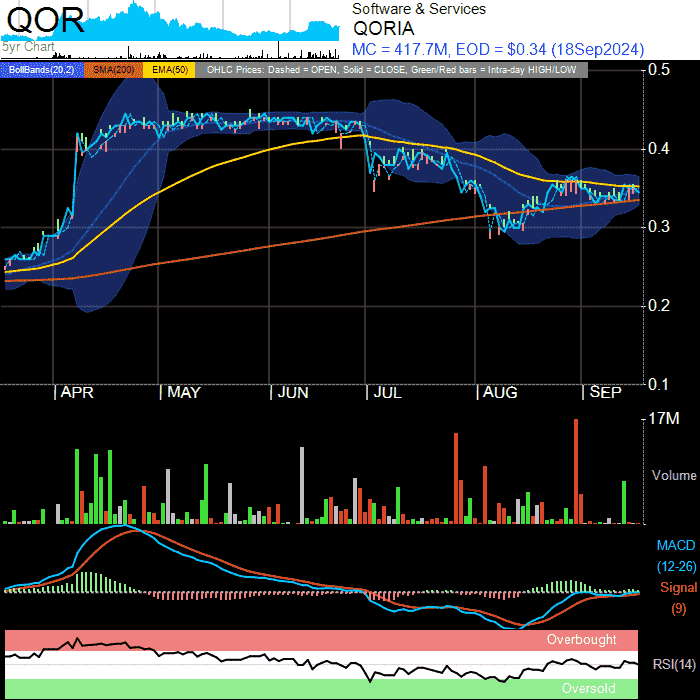 QOR
5yr Chart
Software & Services
QORIA
MC = 417.7M, EOD = $0.34 (18Sep2024)
BollBands(20,2) SMA(200) EMA(50) OHLC Prices: Dashed = OPEN, Solid = CLOSE, Green/Red bars = Intra-day HIGH/LOW
0.5
0.4
0.3
0.2
0.1
APR MAY JUN JUL AUG SEP
17M
Volume
MACD
(12-26)
Signal
(9)
Overbought
RSI(14)
Oversold